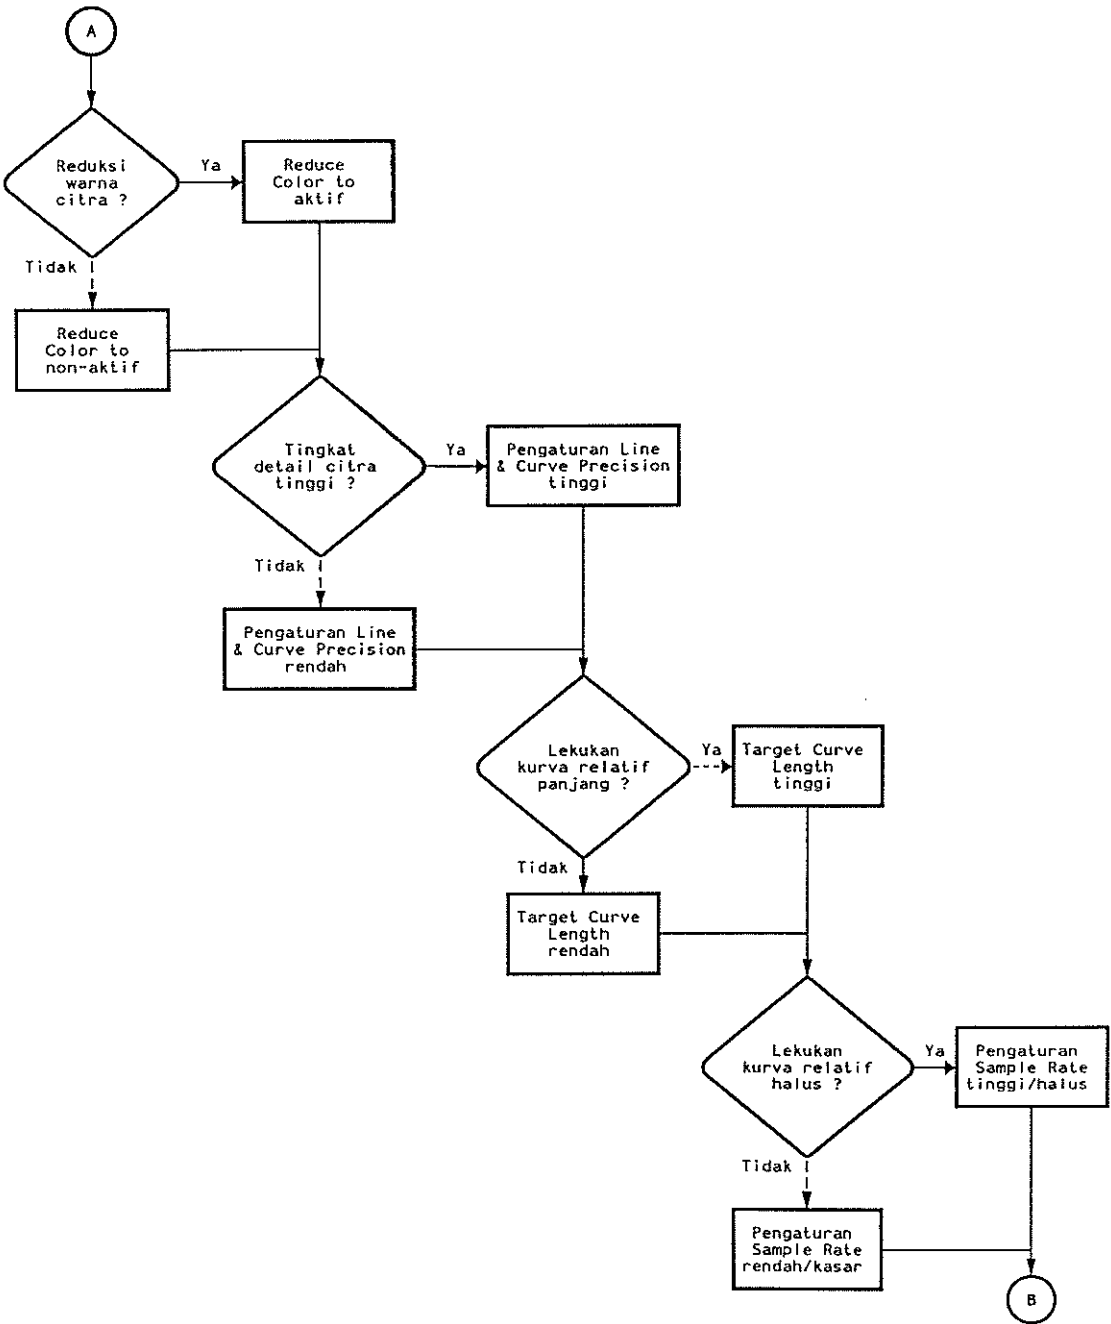 A
Reduksi
warna
citra ?
Ya
Reduce
Color to
aktif
Tidak
Reduce
Color to
non-aktif
Tingkat
detail citra
tinggi ?
Ya
Pengaturan Line
& Curve Precision
tinggi
Tidak
Pengaturan Line
& Curve Precision
rendah
Lekukan
kurva relatif
panjang ?
Ya
Target Curve
Length
tinggi
Tidak
Target Curve
Length
rendah
Lekukan
kurva relatif
halus ?
Ya
Pengaturan
Sample Rate
tinggi/halus
Tidak
Pengaturan
Sample Rate
rendah/kasar
B